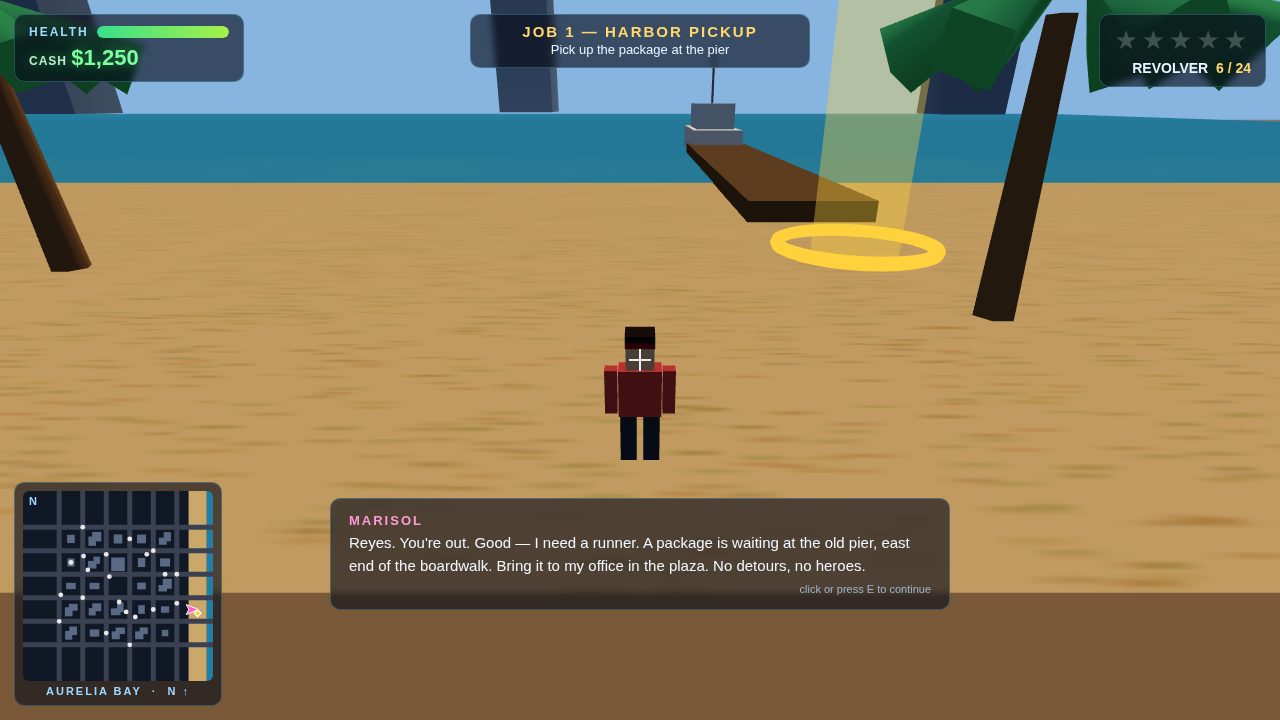 HEALTH
CASH $1,250
JOB 1 — HARBOR PICKUP
Pick up the package at the pier
★ ★ ★ ★ ★
REVOLVER 6 / 24
MARISOL
Reyes. You're out. Good — I need a runner. A package is waiting at the old pier, east
end of the boardwalk. Bring it to my office in the plaza. No detours, no heroes.
click or press E to continue
N
AURELIA BAY · N ↑